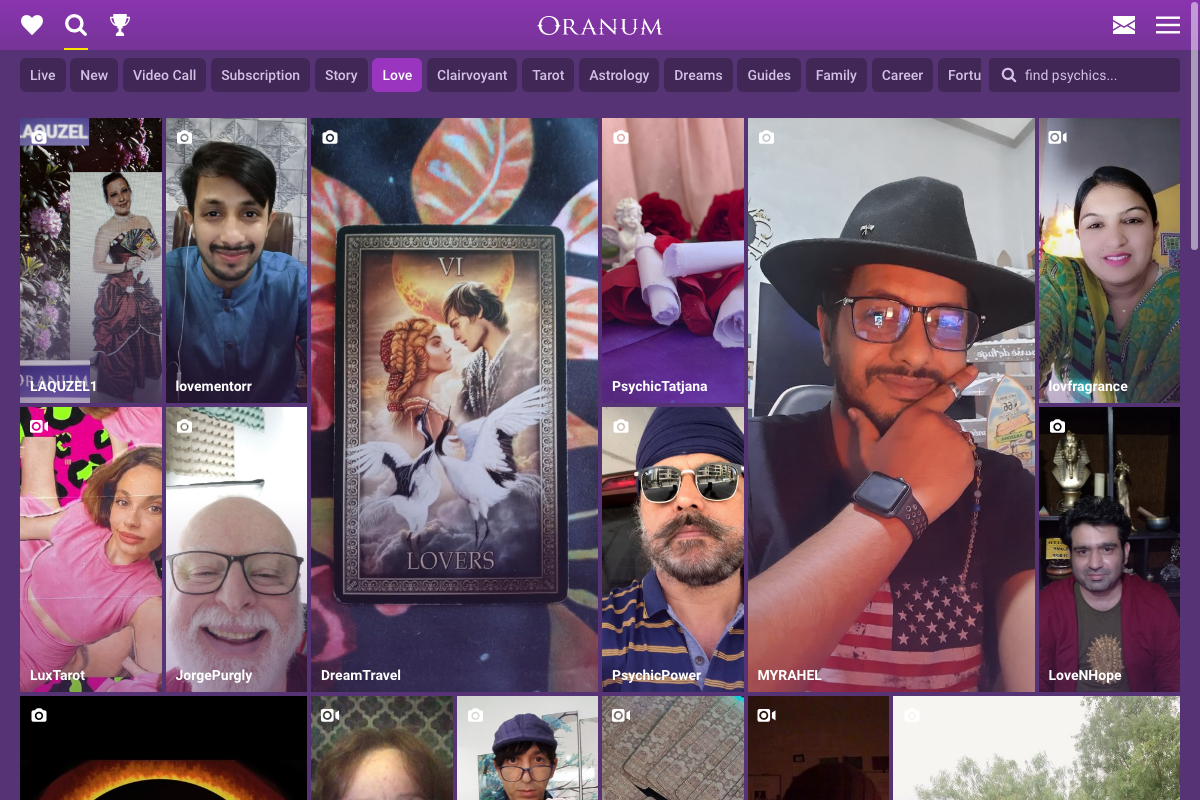 ORANUM
Live
New
Video Call
Subscription
Story
Love
Clairvoyant
Tarot
Astrology
Dreams
Guides
Family
Career
Fortu
find psychics...
LAQUZEL
ORANUM
LAQUZEL1
lovementorr
VI
LOVERS
DreamTravel
PsychicTatjana
MYRAHEL
lovfragrance
LuxTarot
JorgePurgly
PsychicPower
LoveNHope